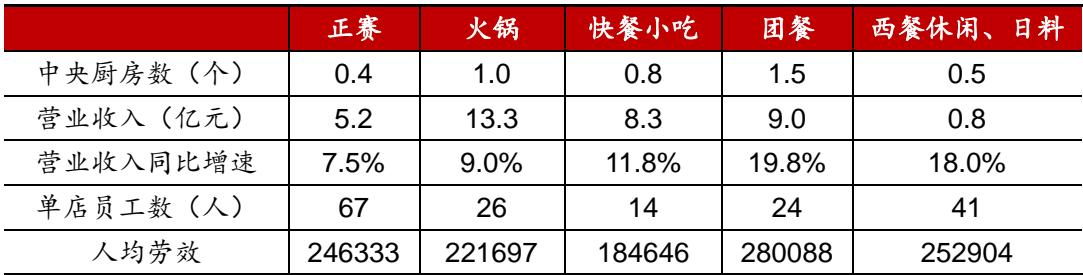 正赛 火锅 快餐小吃 团餐 西餐休闲、日料
中央厨房数（个） 0.4 1.0 0.8 1.5 0.5
营业收入（亿元） 5.2 13.3 8.3 9.0 0.8
营业收入同比增速 7.5% 9.0% 11.8% 19.8% 18.0%
单店员工数（人） 67 26 14 24 41
人均劳效 246333 221697 184646 280088 252904